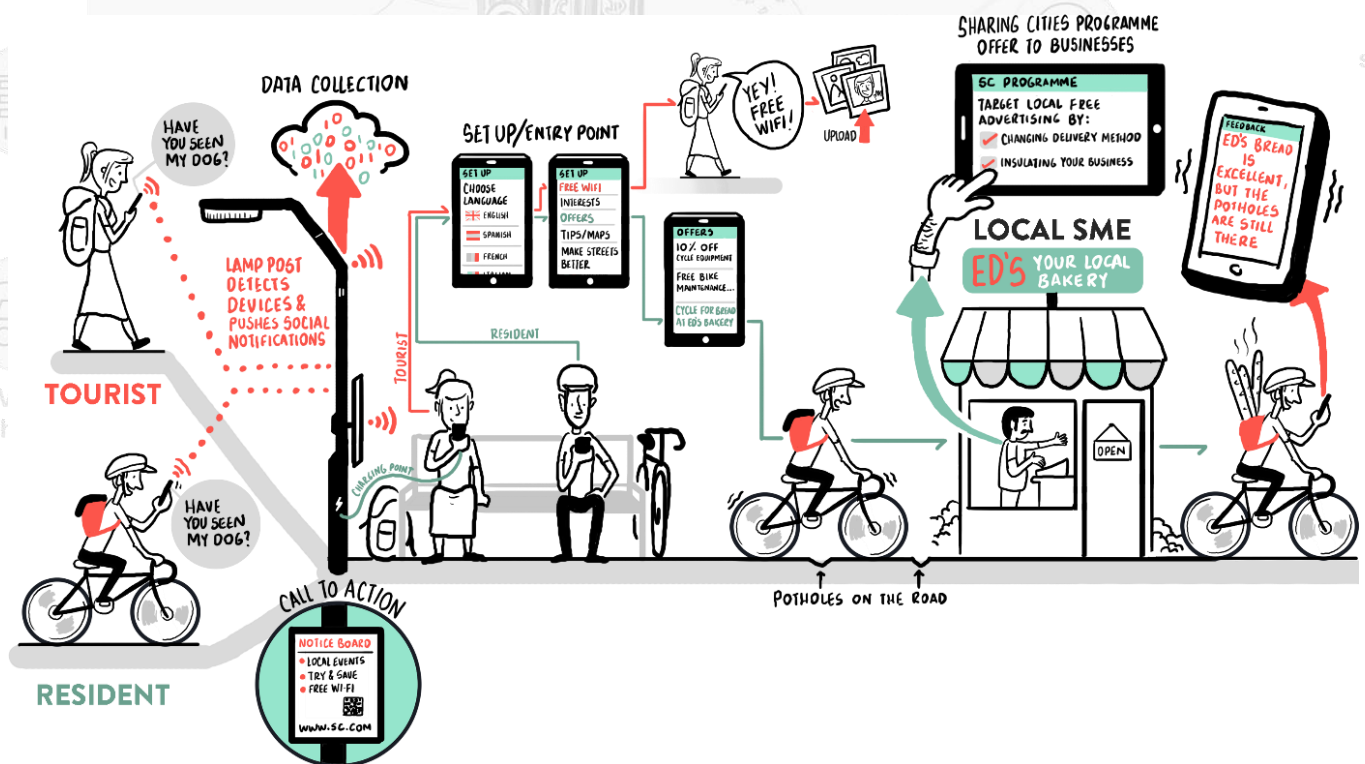 DATA COLLECTION
HAVE
YOU SEEN
MY DOG?
LAMP POST
DETECTS
DEVICES &
PUSHES SOCIAL
NOTIFICATIONS
TOURIST
HAVE
YOU SEEN
MY DOG?
RESIDENT
CALL TO ACTION
NOTICE BOARD
LOCAL EVENTS
TRY & SAVE
FREE WI-FI
WWW.SC.COM
SET UP/ENTRY POINT
SET UP
CHOOSE
LANGUAGE
ENGLISH
SPANISH
FRENCH
ITALIAN
SET UP
FREE WIFI
INTERESTS
OFFERS
TIPS/MAPS
MAKE STREETS
BETTER
TOURIST
RESIDENT
CHARGING POINT
YEY!
FREE
WIFI!
UPLOAD
OFFERS
10% OFF
CYCLE EQUIPMENT
FREE BIKE
MAINTENANCE...
CYCLE FOR BREAD
AT ED'S BAKERY
SHARING CITIES PROGRAMME
OFFER TO BUSINESSES
SC PROGRAMME
TARGET LOCAL FREE
ADVERTISING BY:
CHANGING DELIVERY METHOD
INSULATING YOUR BUSINESS
LOCAL SME
ED'S YOUR LOCAL
BAKERY
OPEN
POTHOLES ON THE ROAD
FEEDBACK
ED'S BREAD
IS
EXCELLENT,
BUT THE
POTHOLES
ARE STILL
THERE